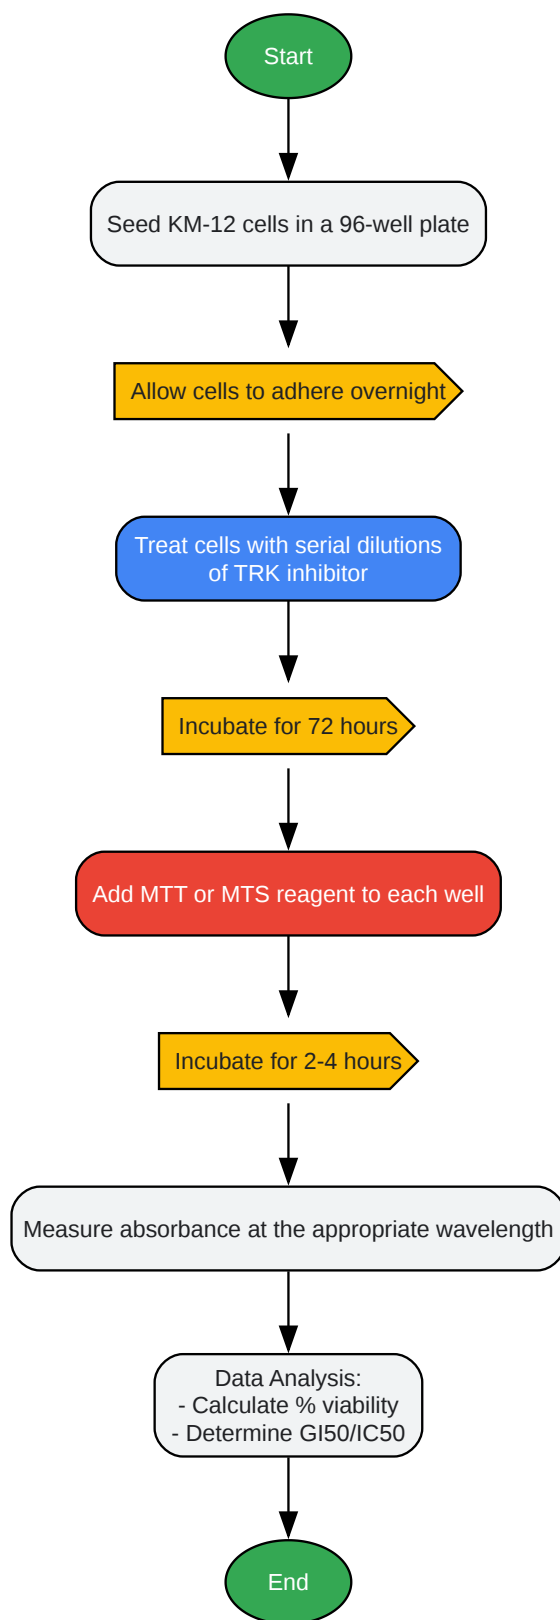 Start
Seed KM-12 cells in a 96-well plate
Allow cells to adhere overnight
Treat cells with serial dilutions
of TRK inhibitor
Incubate for 72 hours
Add MTT or MTS reagent to each well
Incubate for 2-4 hours
Measure absorbance at the appropriate wavelength
Data Analysis:
- Calculate % viability
- Determine GI50/IC50
End